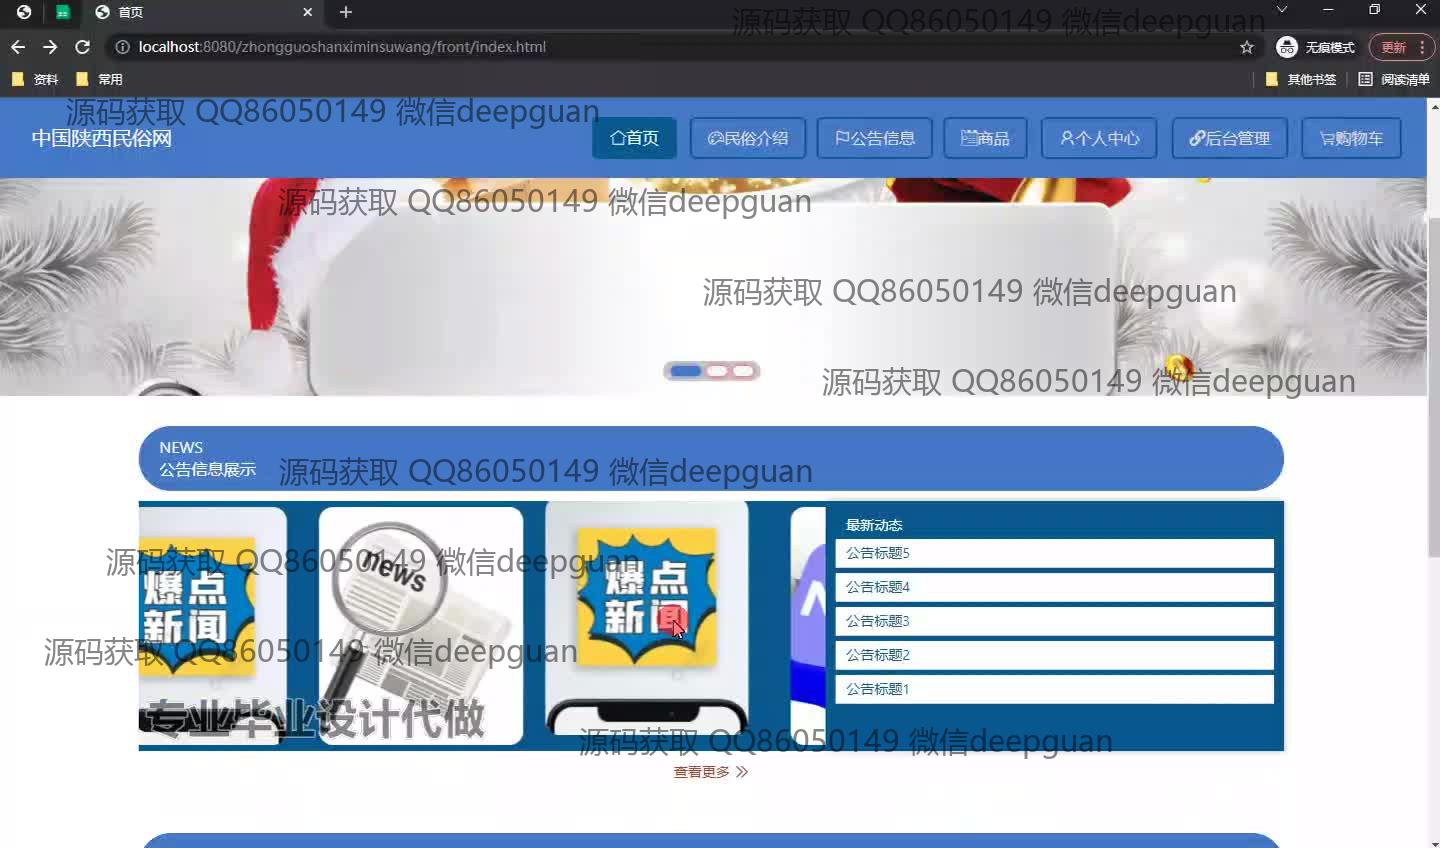 首页
源码获取 QQ86050149 微信deepguan
localhost:8080/zhongguoshanximinsuwang/front/index.html
无痕模式
更新
资料
常用
其他书签
阅读清单
源码获取 QQ86050149 微信deepguan
中国陕西民俗网
首页
民俗介绍
公告信息
商品
个人中心
后台管理
购物车
源码获取 QQ86050149 微信deepguan
源码获取 QQ86050149 微信deepguan
源码获取 QQ86050149 微信deepguan
NEWS
公告信息展示
源码获取 QQ86050149 微信deepguan
最新动态
公告标题5
源码获取 QQ86050149 微信deepguan
爆点
新闻
news
爆点
新闻
公告标题4
公告标题3
公告标题2
源码获取 QQ86050149 微信deepguan
公告标题1
专业毕业设计代做
源码获取 QQ86050149 微信deepguan
查看更多